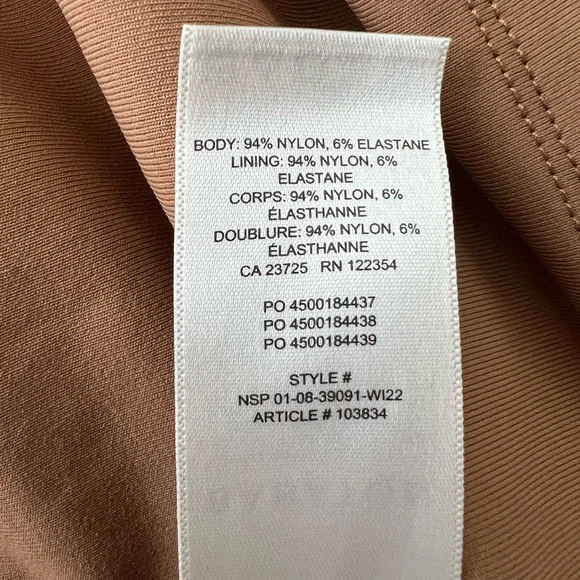 BODY: 94% NYLON, 6% ELASTANE
LINING: 94% NYLON, 6%
ELASTANE
CORPS: 94% NYLON, 6%
ÉLASTHANNE
DOUBLURE: 94% NYLON, 6%
ÉLASTHANNE
CA 23725 RN 122354
PO 4500184437
PO 4500184438
PO 4500184439
STYLE #
NSP 01-08-39091-WI22
ARTICLE # 103834